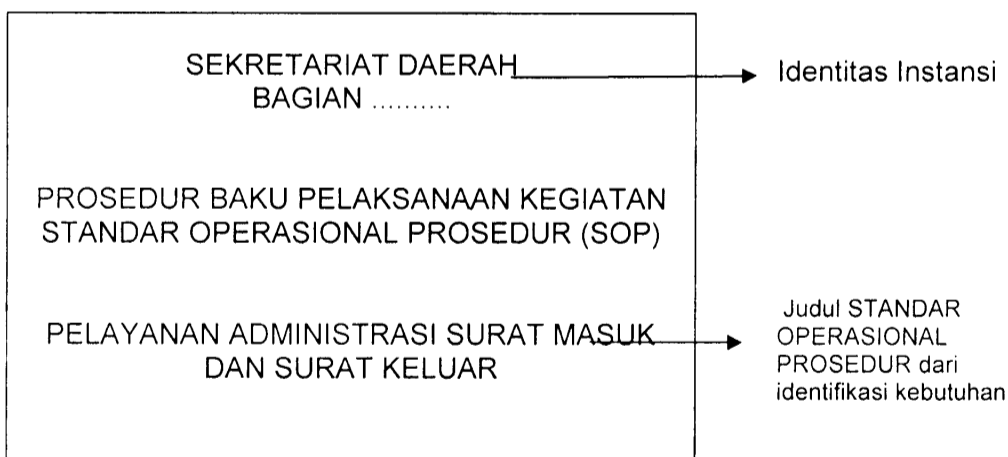 SEKRETARIAT DAERAH
BAGIAN ..........
Identitas Instansi
PROSEDUR BAKU PELAKSANAAN KEGIATAN
STANDAR OPERASIONAL PROSEDUR (SOP)
PELAYANAN ADMINISTRASI SURAT MASUK
DAN SURAT KELUAR
Judul STANDAR
OPERASIONAL
PROSEDUR dari
identifikasi kebutuhan